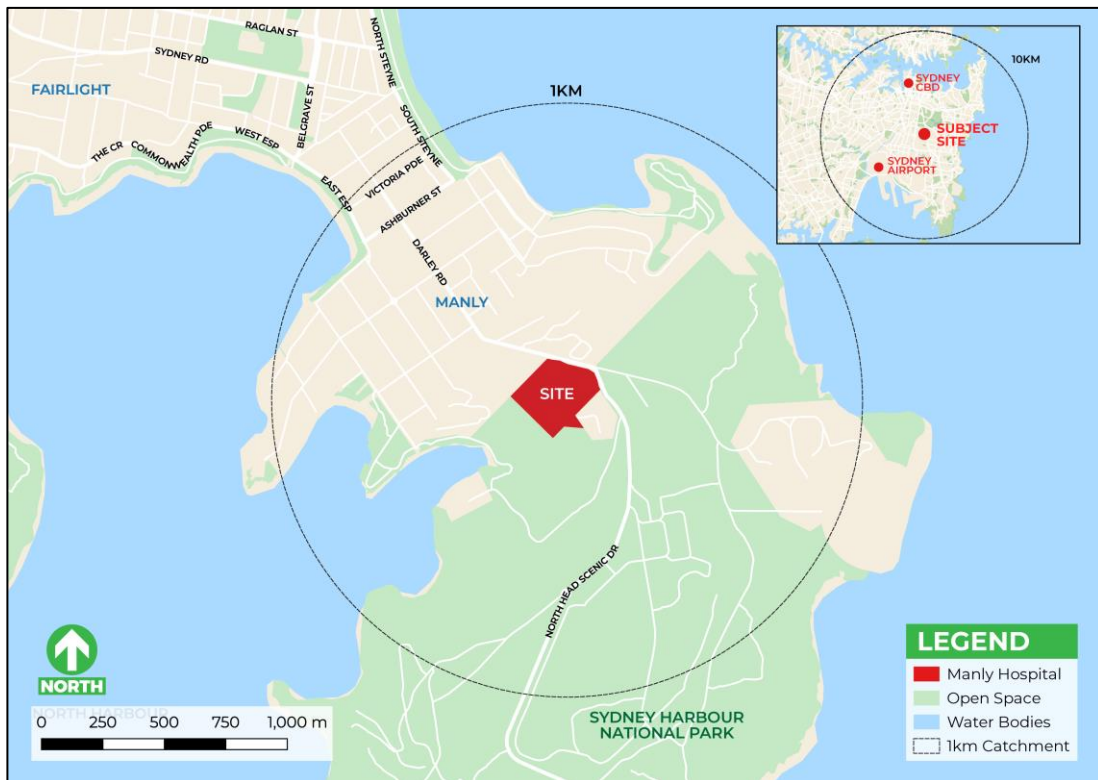 RAGLAN ST
SYDNEY RD
NORTH STEYNE
FAIRLIGHT
BELGRAVE ST
THE CR
COMMONWEALTH PDE
WEST ESP
SOUTH STEYNE
EAST ESP
VICTORIA PDE
ASHBURNER ST
DARLEY RD
MANLY
1KM
SITE
NORTH HEAD SCENIC DR
SYDNEY HARBOUR
NATIONAL PARK
10KM
SYDNEY
CBD
SUBJECT
SITE
SYDNEY
AIRPORT
NORTH
NORTH HARBOUR
0 250 500 750 1,000 m
LEGEND
Manly Hospital
Open Space
Water Bodies
1km Catchment